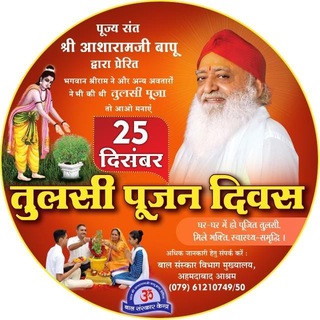 पूज्य संत
श्री आशारामजी बापू
द्वारा प्रेरित
भगवान श्रीराम ने और अन्य अवतारों
ने भी की थी तुलसी पूजा
तो आओ मनाएं
25
दिसंबर
तुलसी पूजन दिवस
घर-घर में हो पूजित तुलसी,
मिले भक्ति, स्वास्थ्य-समृद्धि ।
अधिक जानकारी हेतु संपर्क करें :
बाल संस्कार विभाग मुख्यालय,
अहमदाबाद आश्रम
(079) 61210749/50
ॐ
बाल संस्कार केन्द्र